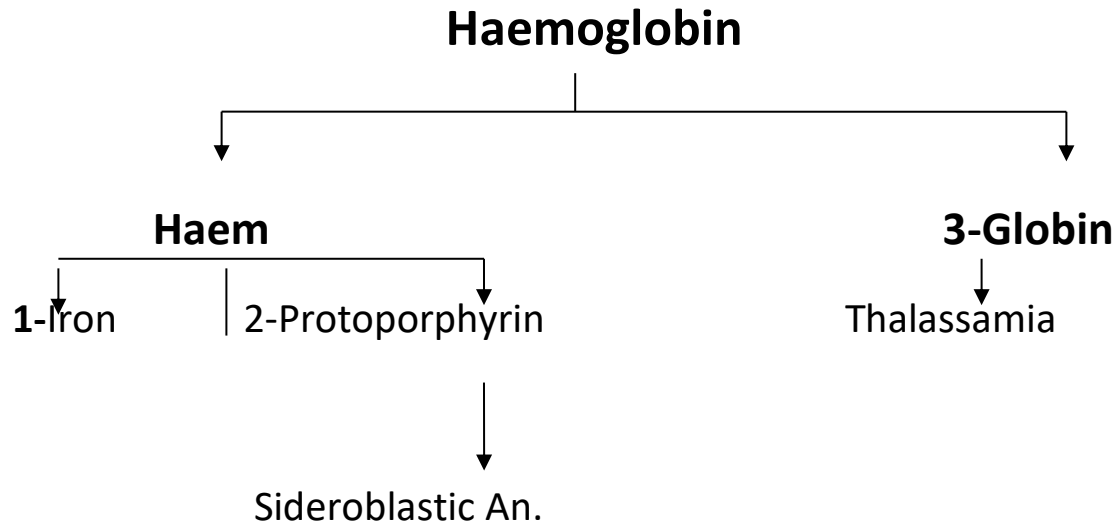 Haemoglobin
Haem 3-Globin
1-Iron 2-Protoporphyrin Thalassamia
Sideroblastic An.